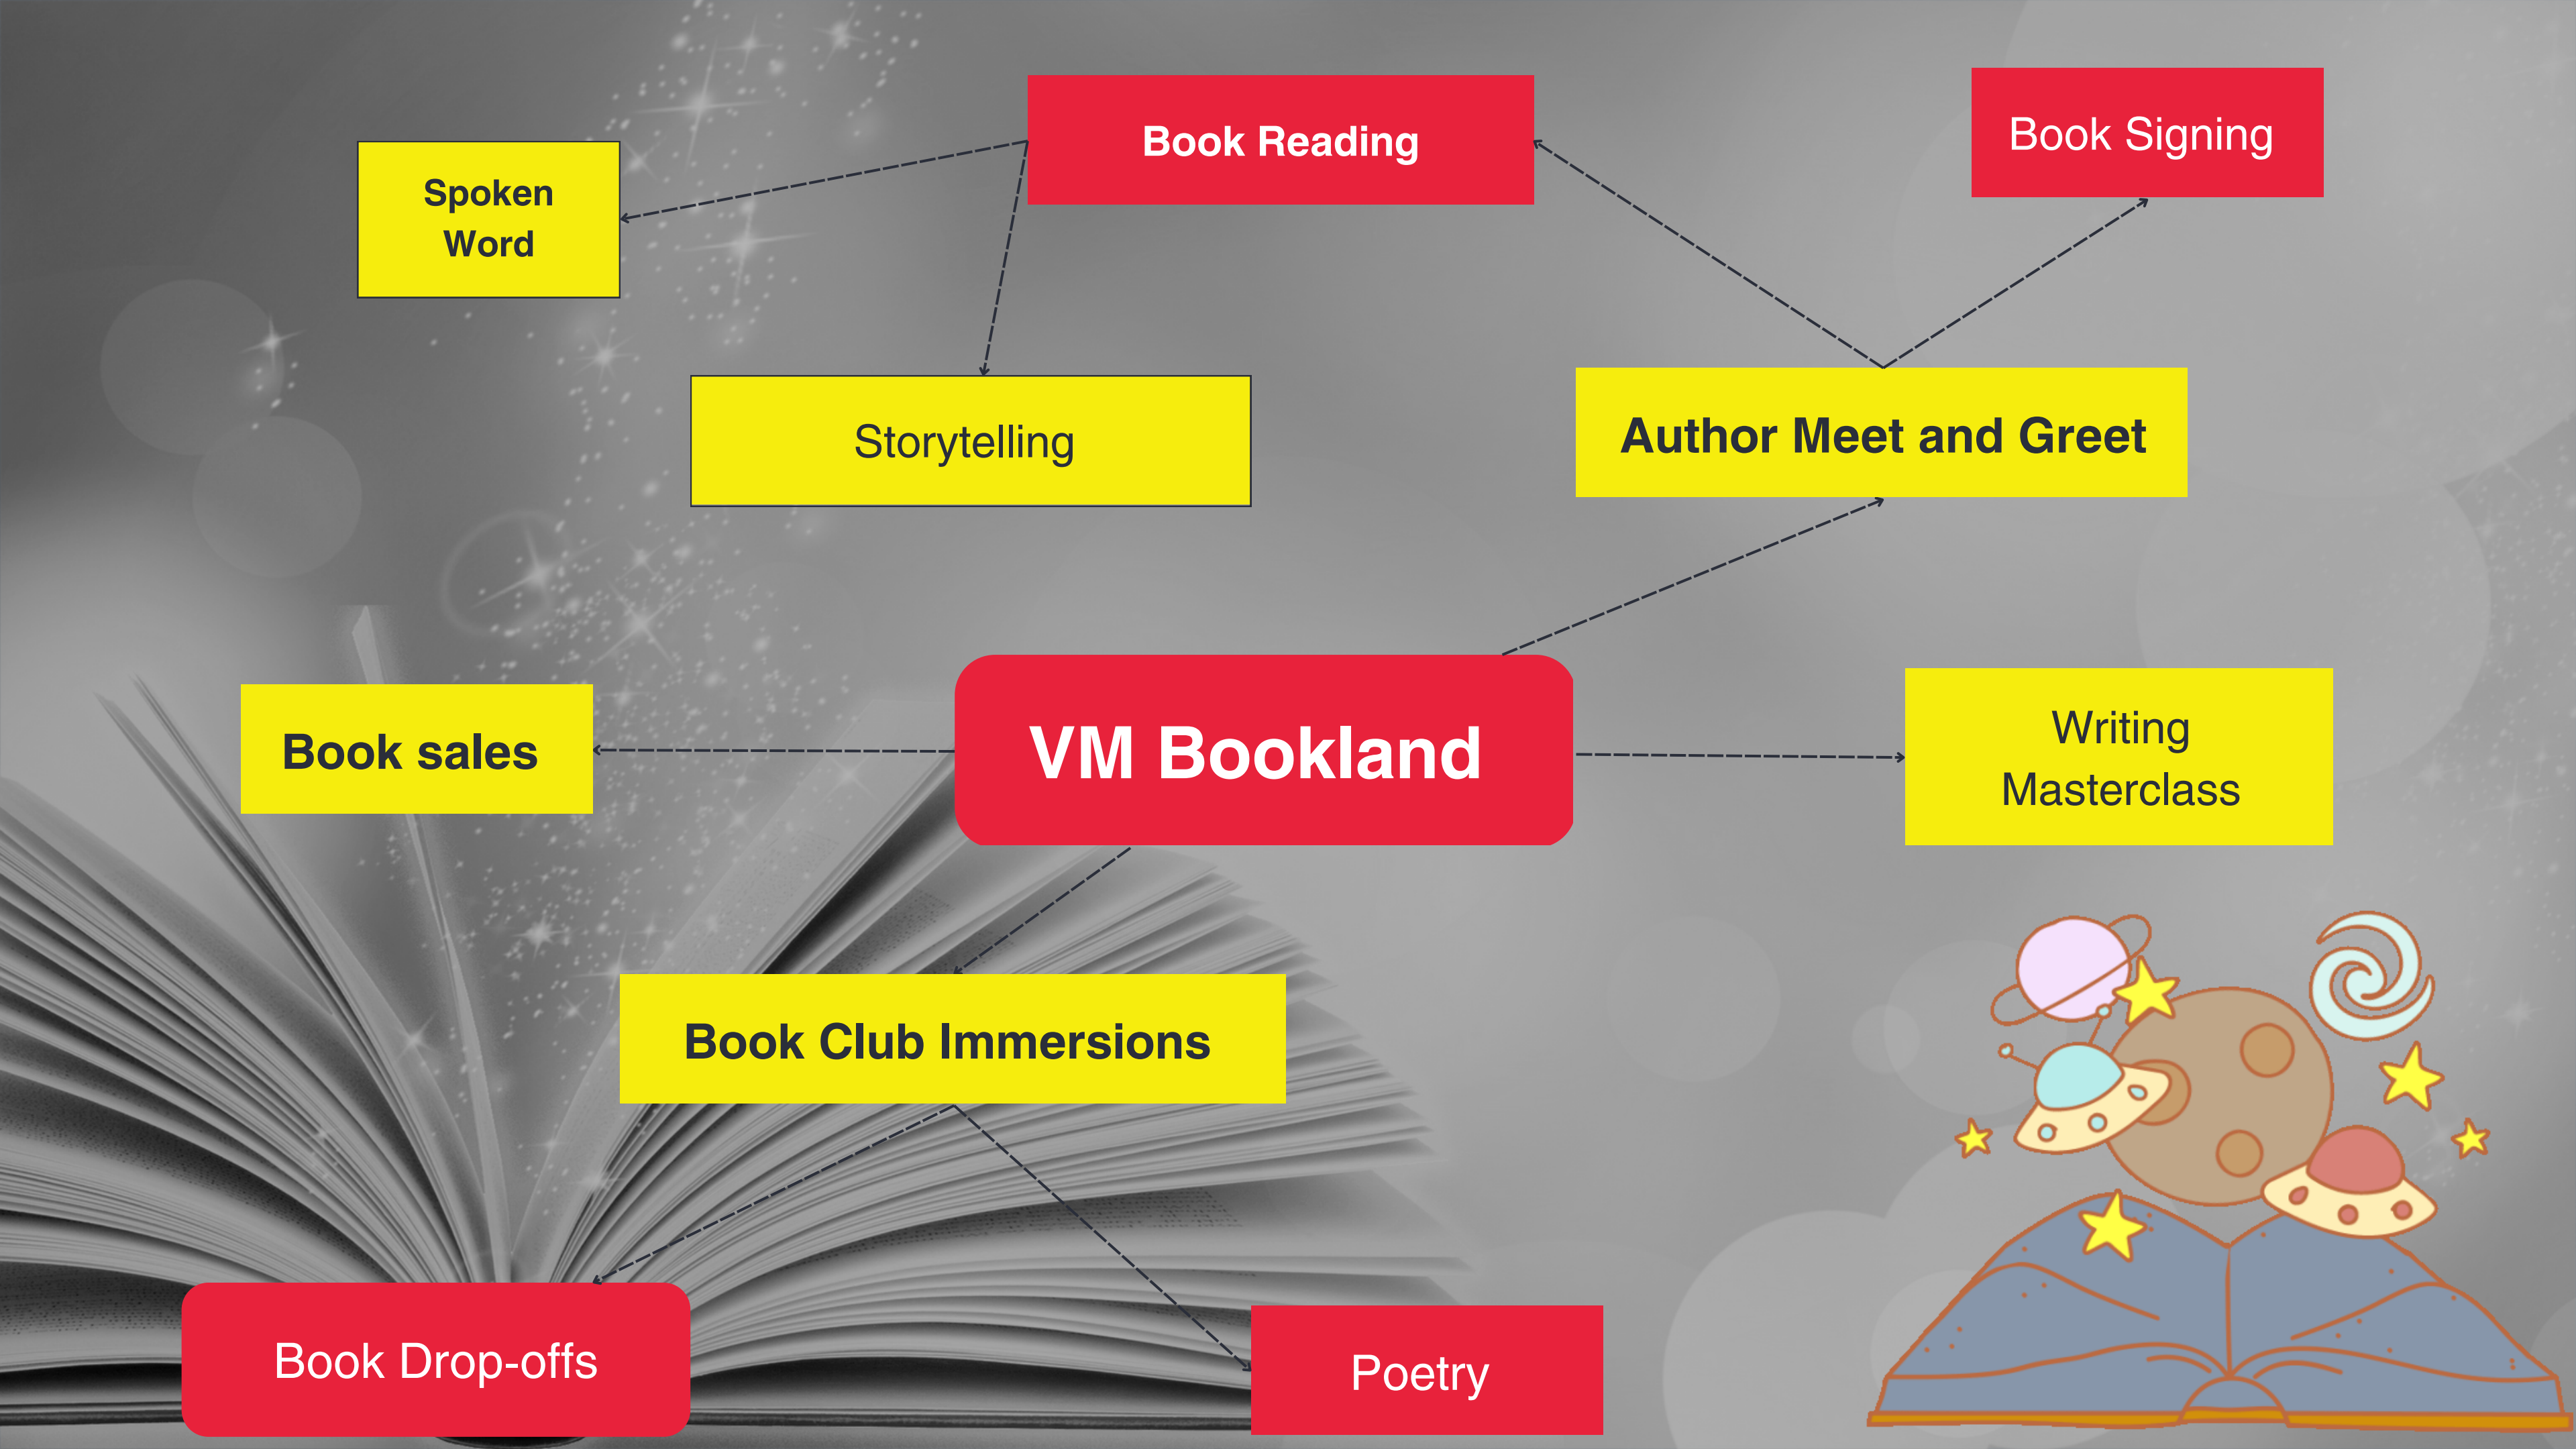 Book Reading
Book Signing
Spoken
Word
Storytelling
Author Meet and Greet
Book sales
VM Bookland
Writing
Masterclass
Book Club Immersions
Book Drop-offs
Poetry